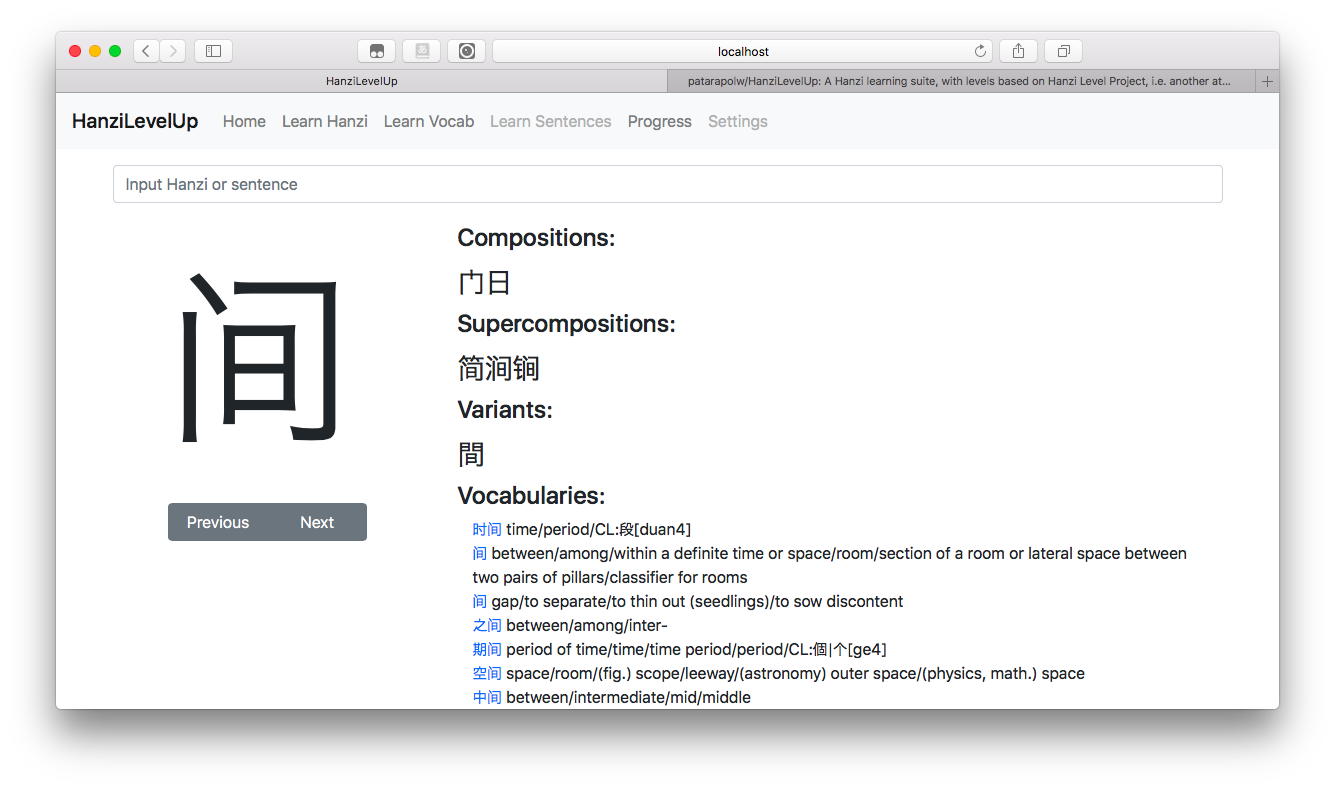 localhost
HanziLevelUp
patarapolw/HanziLevelUp: A Hanzi learning suite, with levels based on Hanzi Level Project, i.e. another at...
HanziLevelUp Home Learn Hanzi Learn Vocab Learn Sentences Progress Settings
Input Hanzi or sentence
间
Previous Next
Compositions:
门日
Supercompositions:
简涧锏
Variants:
間
Vocabularies:
时间 time/period/CL:段[duan4]
间 between/among/within a definite time or space/room/section of a room or lateral space between
two pairs of pillars/classifier for rooms
间 gap/to separate/to thin out (seedlings)/to sow discontent
之间 between/among/inter-
期间 period of time/time/time period/period/CL:個|个[ge4]
空间 space/room/(fig.) scope/leeway/(astronomy) outer space/(physics, math.) space
中间 between/intermediate/mid/middle